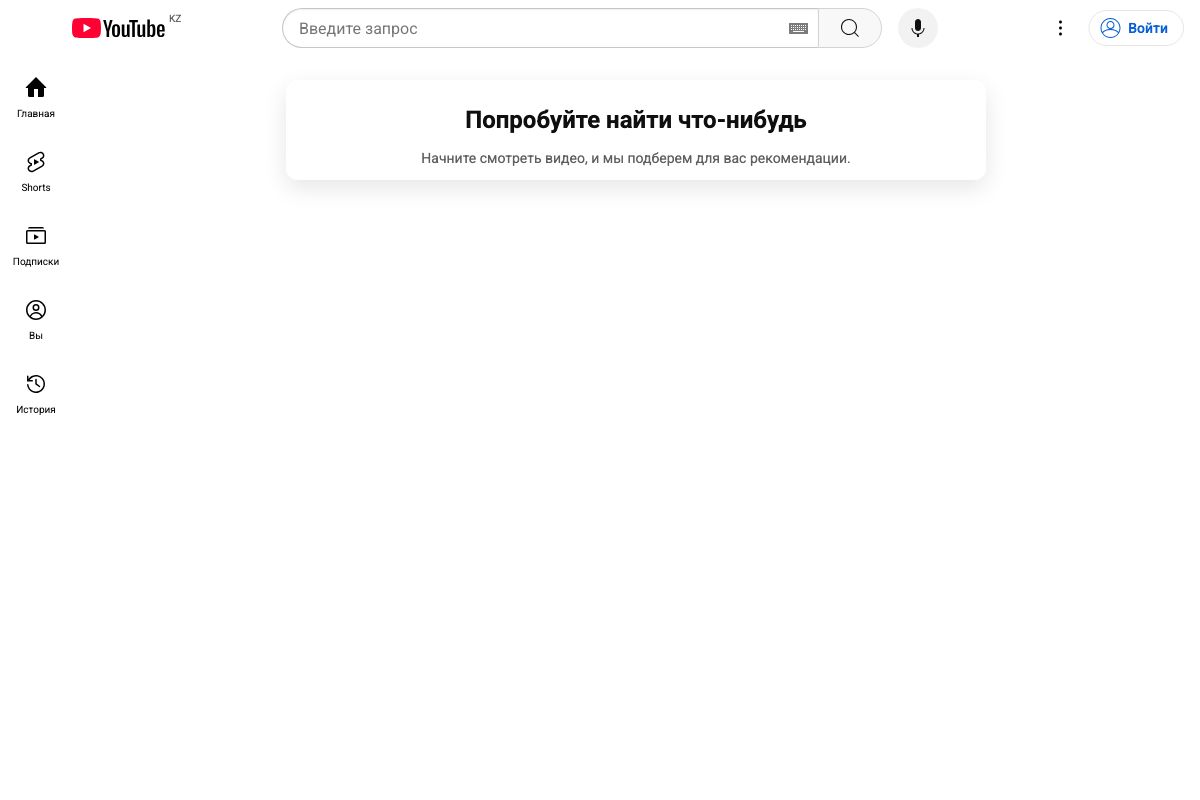 YouTube KZ
Введите запрос
Войти
Главная
Shorts
Подписки
Вы
История
Попробуйте найти что-нибудь
Начните смотреть видео, и мы подберем для вас рекомендации.